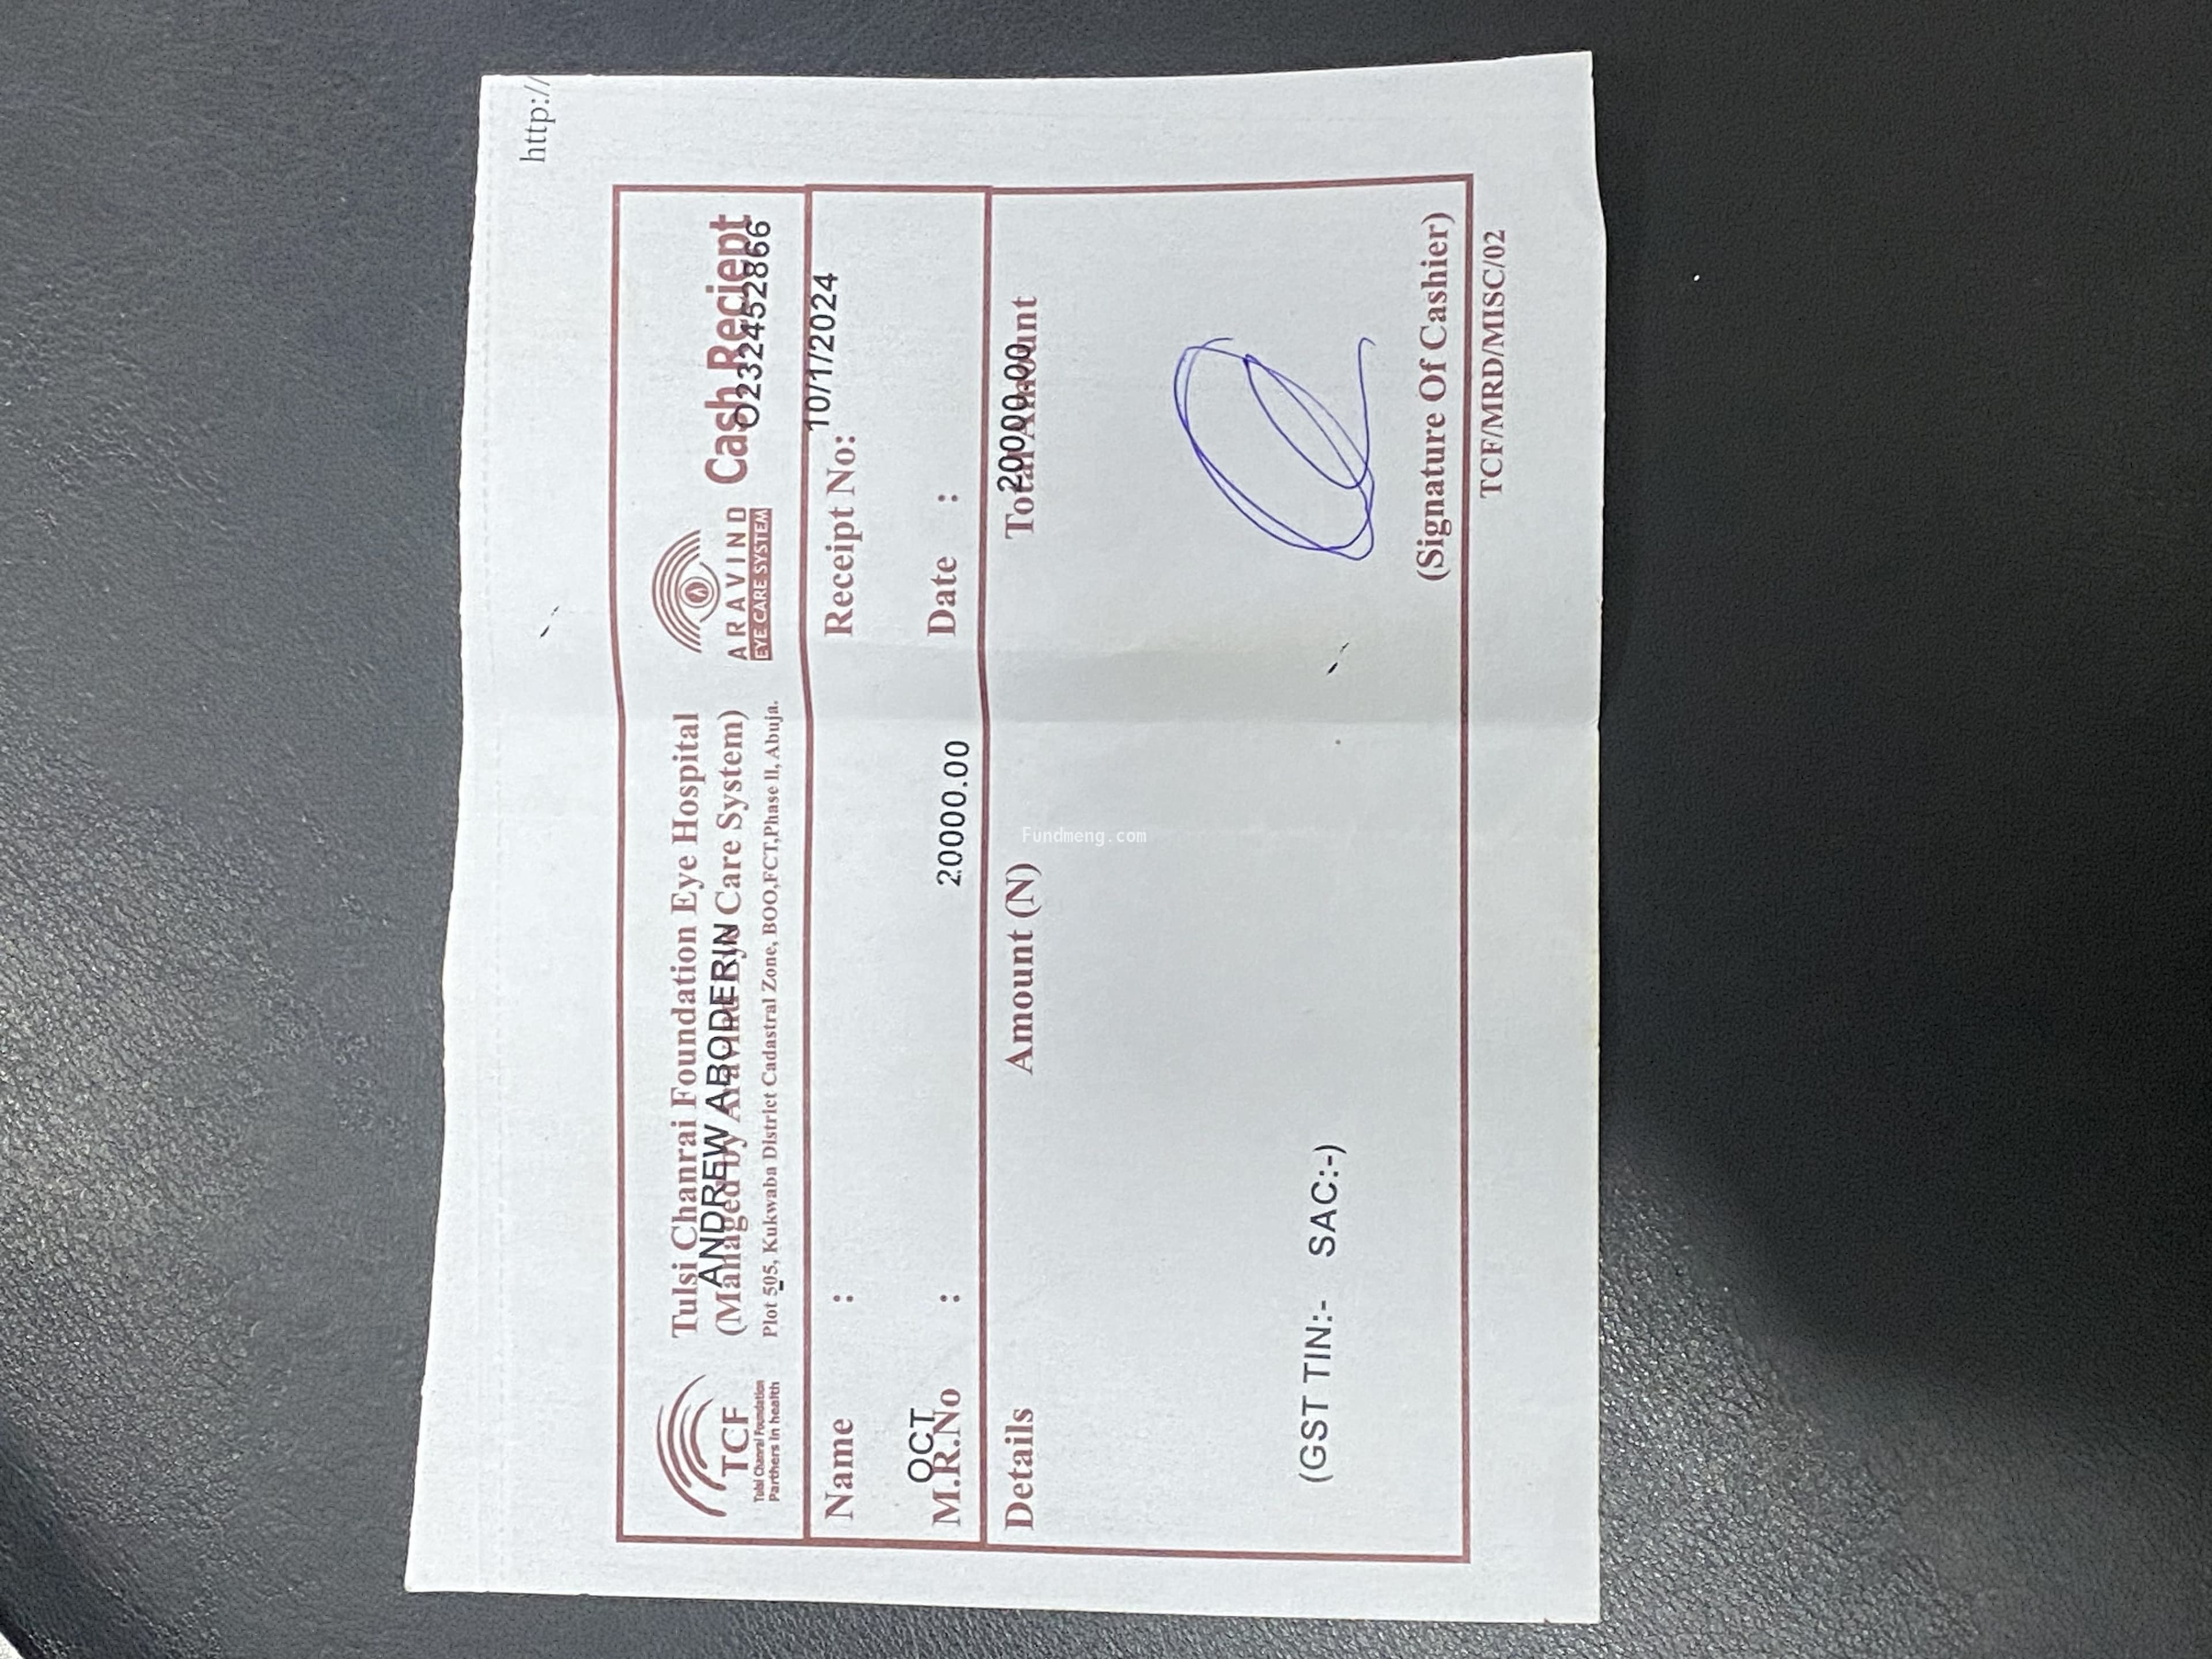 http://
TCF
Tulsi Chanrai Foundation
Partners in health
Tulsi Chanrai Foundation Eye Hospital
ANDREW ABODERIN
(Managed by Aravind Eye Care System)
Plot 505, Kukwaba District Cadastral Zone, BOO,FCT,Phase II, Abuja.
ARAVIND
EYE CARE SYSTEM
Cash Reciept
O2324528866
Name :
Receipt No:
10/1/2024
OCT 20000.00
M.R.No :
Date :
20000.00
Details Amount (N) Total Amount
Fundmeng.com
(GST TIN:- SAC:-)
(Signature Of Cashier)
TCF/MRD/MISC/02